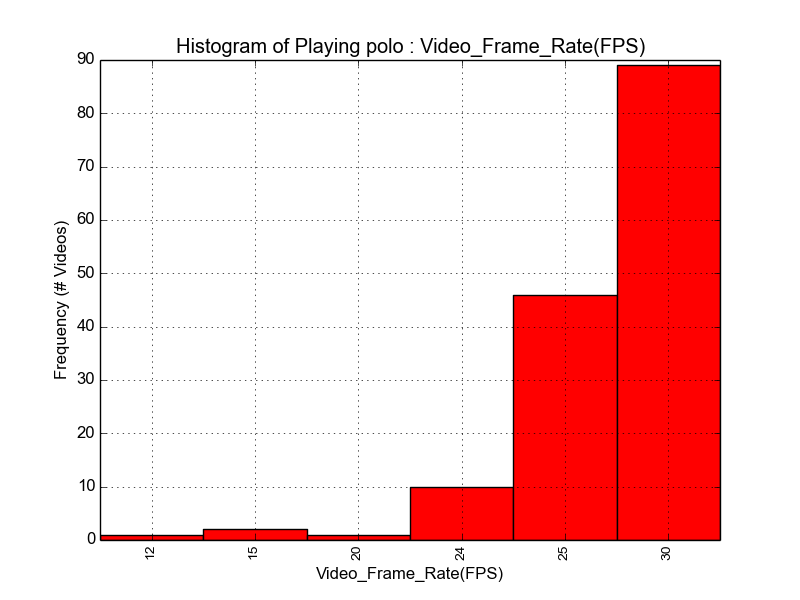 Histogram of Playing polo : Video_Frame_Rate(FPS)
90
80
70
60
50
40
30
20
10
0
Frequency (# Videos)
12 15 20 24 25 30
Video_Frame_Rate(FPS)